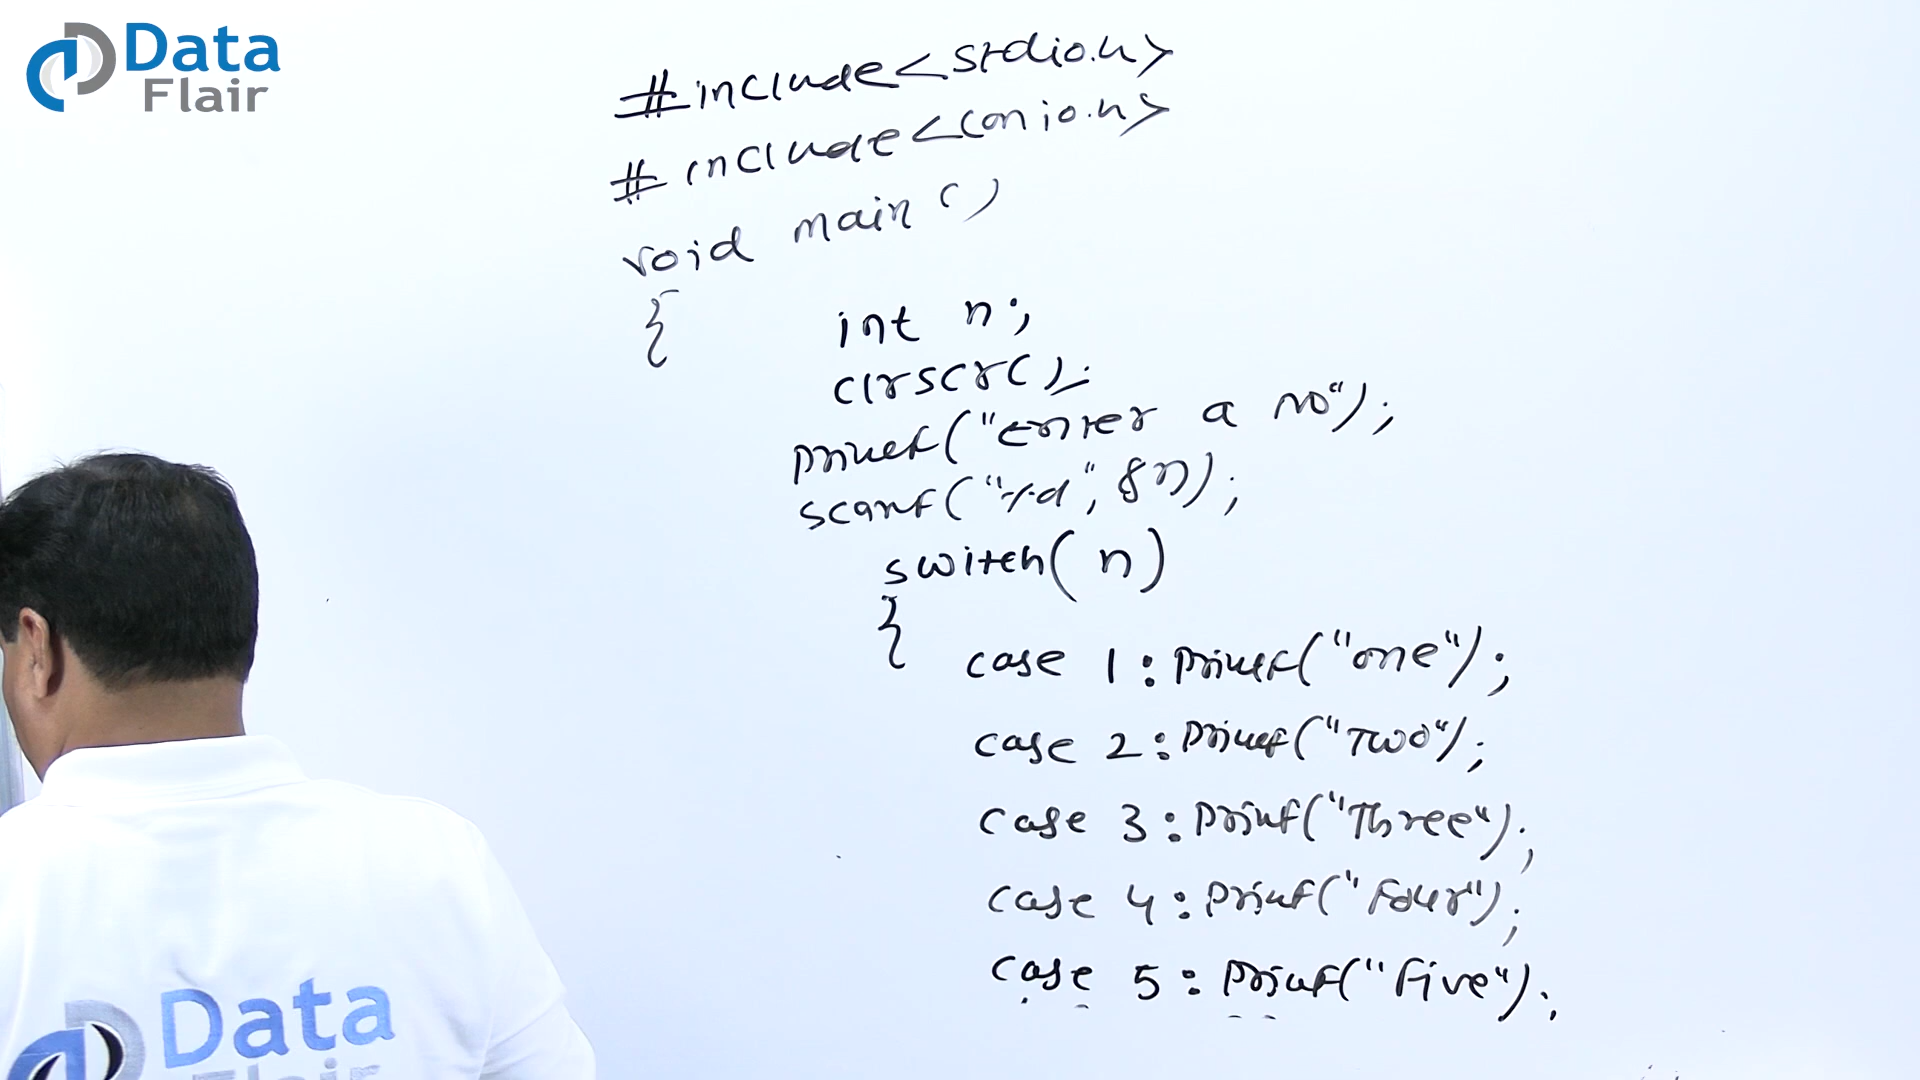 Data
Flair
#include<stdio.h>
#include<conio.h>
void main()
{
int n;
clrscr();
printf("Enter a no");
scanf("%d",&n);
switch(n)
{
case 1:printf("one");
case 2:printf("Two");
case 3:printf("Three");
case 4:printf("Four");
case 5:printf("Five");
Data
Flair